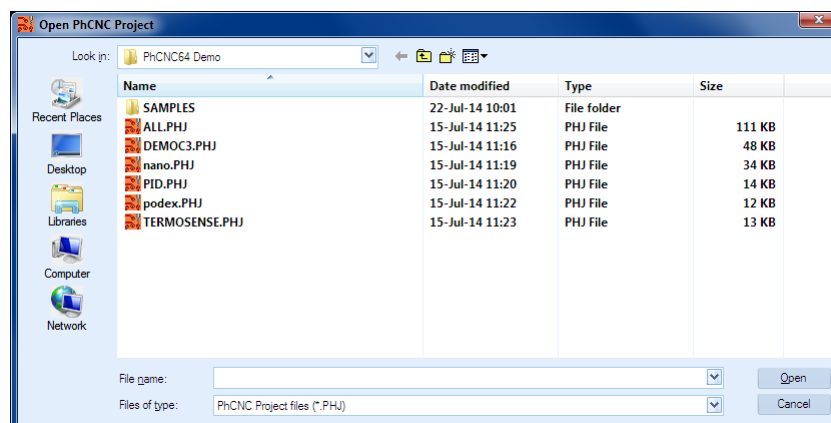 Open PhCNC Project
Look in: PhCNC64 Demo
Name Date modified Type Size
SAMPLES 22-Jul-14 10:01 File folder
ALL.PHJ 15-Jul-14 11:25 PHJ File 111 KB
DEMOC3.PHJ 15-Jul-14 11:16 PHJ File 48 KB
nano.PHJ 15-Jul-14 11:19 PHJ File 34 KB
PID.PHJ 15-Jul-14 11:20 PHJ File 14 KB
podex.PHJ 15-Jul-14 11:22 PHJ File 12 KB
TERMOSENSE.PHJ 15-Jul-14 11:23 PHJ File 13 KB
Recent Places
Desktop
Libraries
Computer
Network
File name:
Open
Files of type: PhCNC Project files (*.PHJ)
Cancel